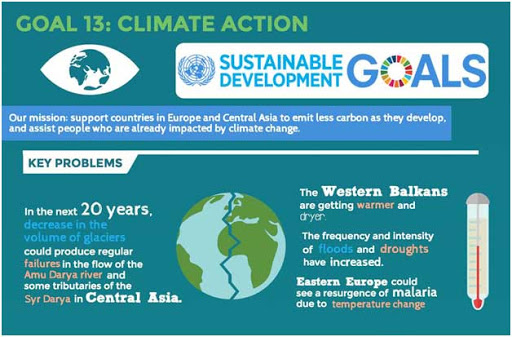 GOAL 13: CLIMATE ACTION
SUSTAINABLE
DEVELOPMENT
GOALS
Our mission: support countries in Europe and Central Asia to emit less carbon as they develop,
and assist people who are already impacted by climate change.
KEY PROBLEMS
In the next 20 years,
decrease in the
volume of glaciers
could produce regular
failures in the flow of the
Amu Darya river and
some tributaries of the
Syr Darya in Central Asia.
The Western Balkans
are getting warmer and
dryer.
The frequency and intensity
of floods and droughts
have increased.
Eastern Europe could
see a resurgence of malaria
due to temperature change